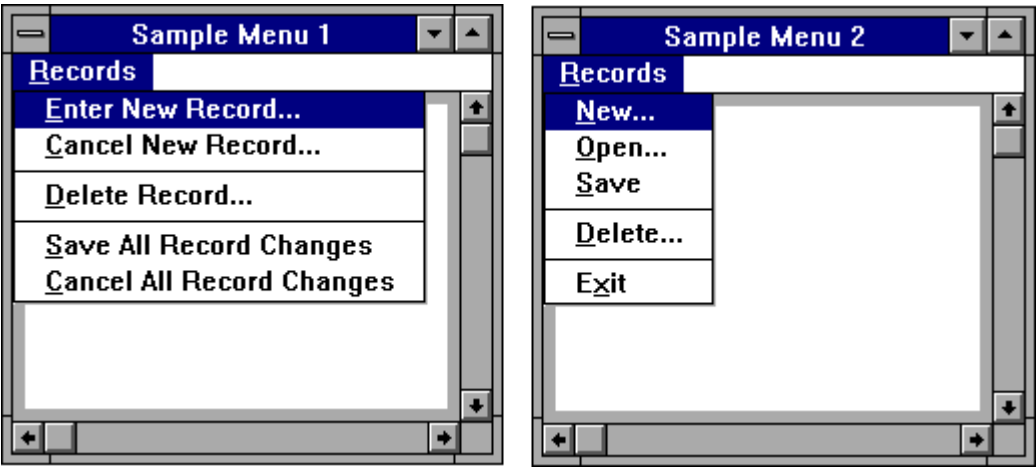 Sample Menu 1
Records
Enter New Record...
Cancel New Record...
Delete Record...
Save All Record Changes
Cancel All Record Changes
Sample Menu 2
Records
New...
Open...
Save
Delete...
Exit